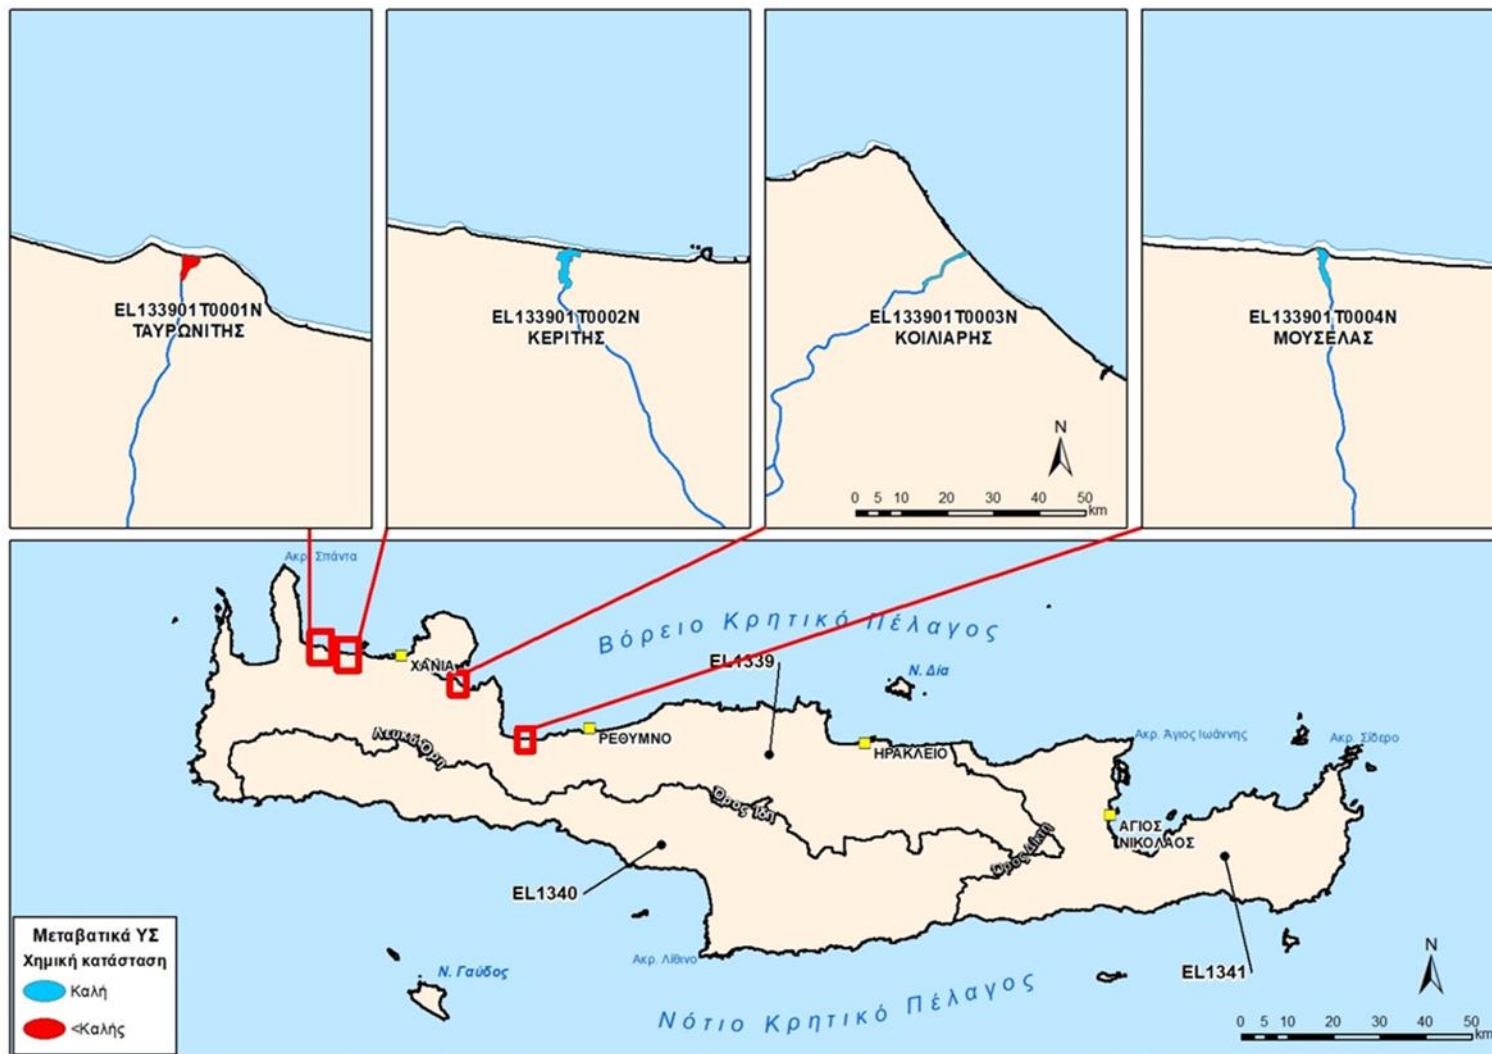 EL133901T0001N
ΤΑΥΡΩΝΙΤΗΣ
EL133901T0002N
ΚΕΡΙΤΗΣ
EL133901T0003N
ΚΟΙΛΙΑΡΗΣ
N
0 5 10 20 30 40 50
km
EL133901T0004N
ΜΟΥΣΕΛΑΣ
Ακρ. Σπάντα
Βόρειο Κρητικό Πέλαγος
ΧΑΝΙΑ
EL1339
Ν. Δία
Λευκά Όρη
ΡΕΘΥΜΝΟ
ΗΡΑΚΛΕΙΟ
Ακρ. Άγιος Ιωάννης
Ακρ. Σίδερο
Όρος Ίδη
ΑΓΙΟΣ
ΝΙΚΟΛΑΟΣ
Όρος Δίκτη
EL1340
Ακρ. Λίθινο
Ν. Γαύδος
EL1341
Νότιο Κρητικό Πέλαγος
Μεταβατικά ΥΣ
Χημική κατάσταση
Καλή
<Καλής
N
0 5 10 20 30 40 50
km